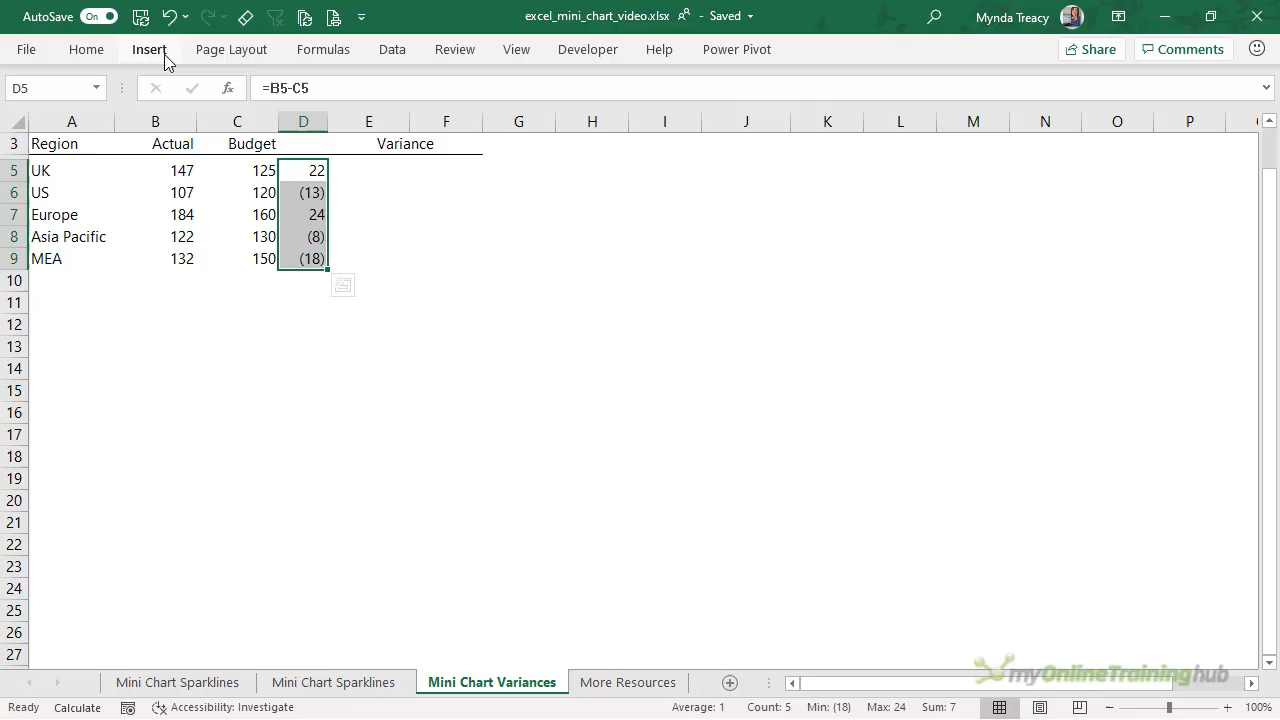 AutoSave On excel_mini_chart_video.xlsx - Saved Mynda Treacy
File Home Insert Page Layout Formulas Data Review View Developer Help Power Pivot Share Comments
D5 fx =B5-C5
A B C D E F G H I J K L M N O P
3 Region Actual Budget Variance
5 UK 147 125 22
6 US 107 120 (13)
7 Europe 184 160 24
8 Asia Pacific 122 130 (8)
9 MEA 132 150 (18)
10
11
12
13
14
15
16
17
18
19
20
21
22
23
24
25
26
27
myOnlineTraininghub
Mini Chart Sparklines Mini Chart Spar Mini Chart Variances More Resources
Ready Calculate Accessibility: Investigate Average: 1 Count: 5 Min: (18) Max: 24 Sum: 7 100%